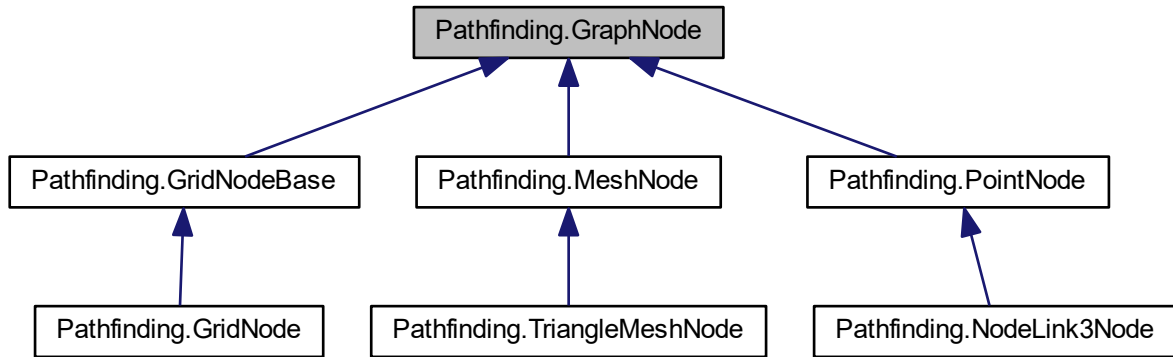 Pathfinding.GraphNode
Pathfinding.GridNodeBase
Pathfinding.MeshNode
Pathfinding.PointNode
Pathfinding.GridNode
Pathfinding.TriangleMeshNode
Pathfinding.NodeLink3Node